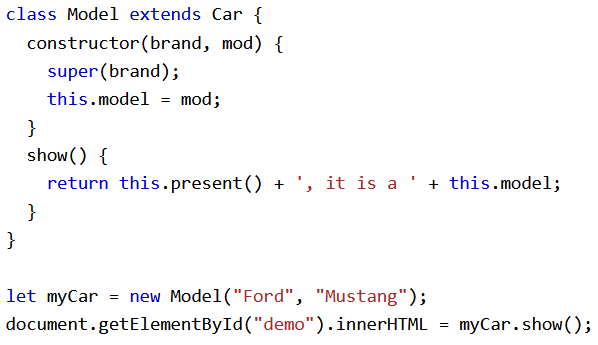 class Model extends Car {
  constructor(brand, mod) {
    super(brand);
    this.model = mod;
  }
  show() {
    return this.present() + ', it is a ' + this.model;
  }
}

let myCar = new Model("Ford", "Mustang");
document.getElementById("demo").innerHTML = myCar.show();